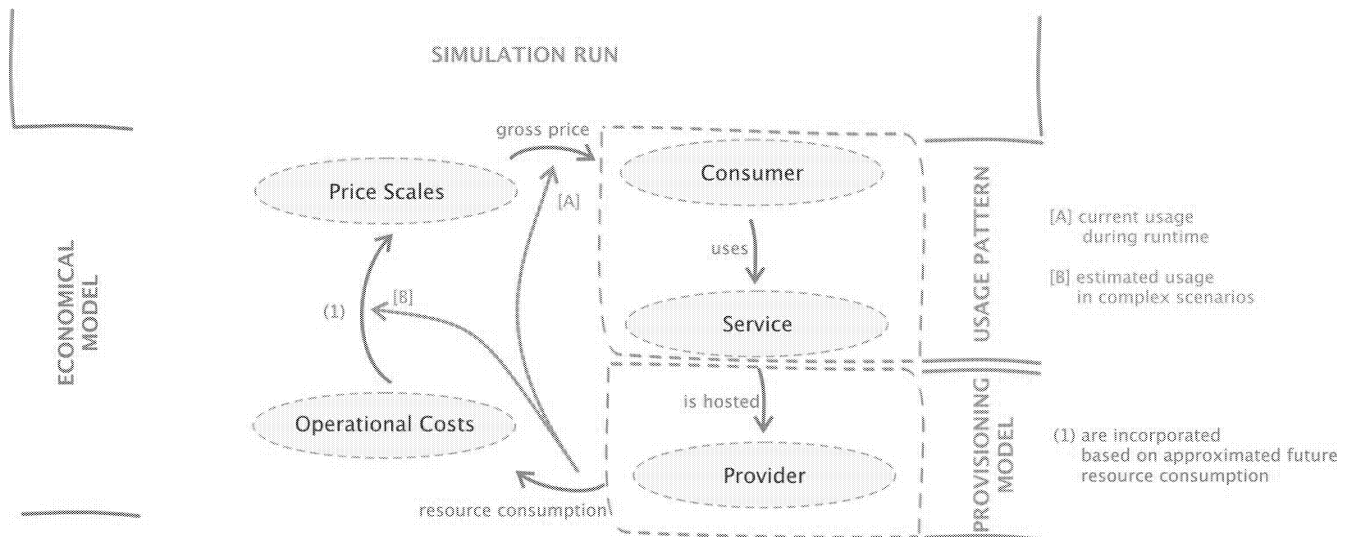 SIMULATION RUN
gross price
Consumer
Price Scales
[A]
uses
[B]
(1)
Service
is hosted
Operational Costs
Provider
resource consumption
ECONOMICAL
MODEL
USAGE PATTERN
PROVISIONING
MODEL
[A] current usage
during runtime
[B] estimated usage
in complex scenarios
(1) are incorporated
based on approximated future
resource consumption